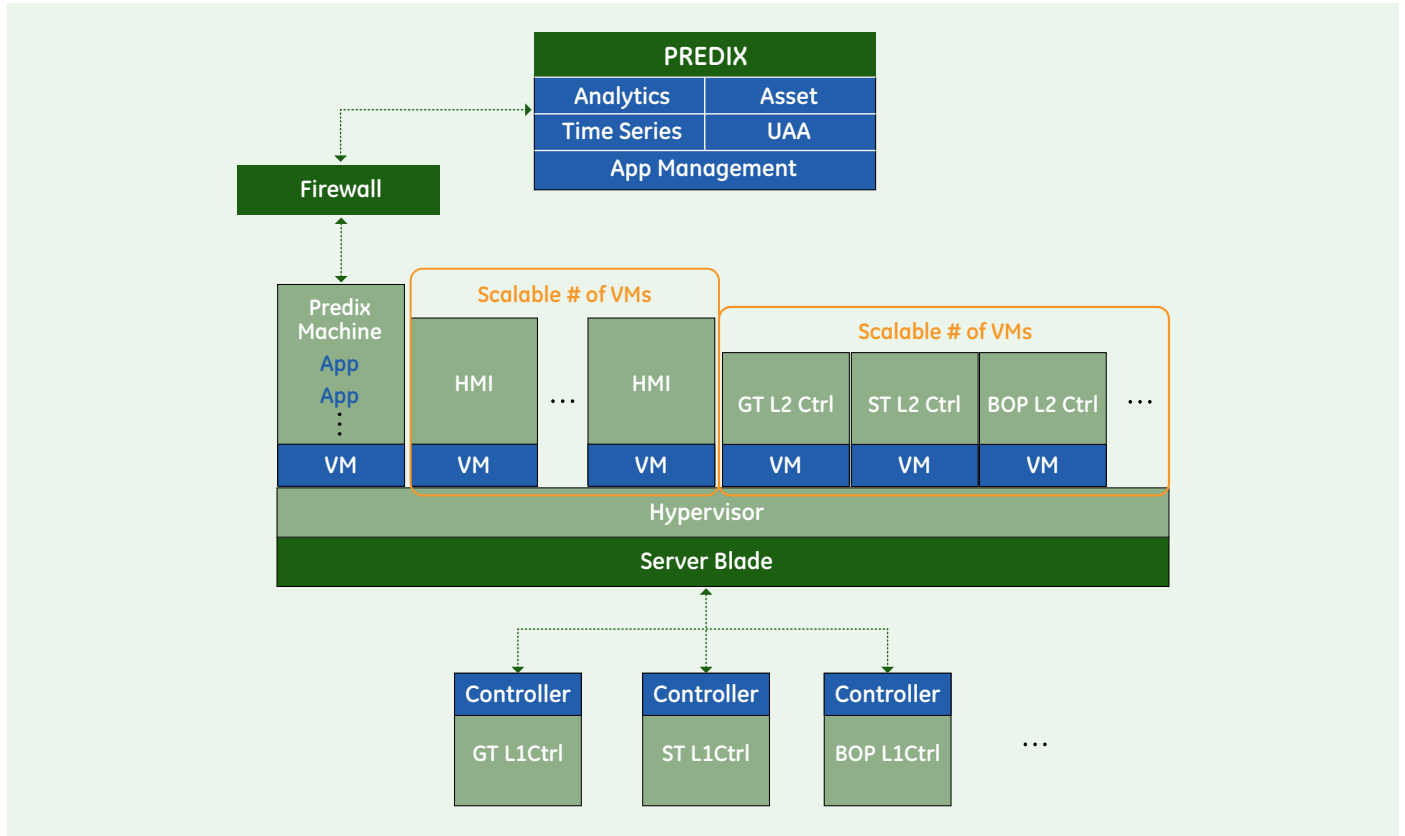 PREDIX
Analytics
Asset
Time Series
UAA
App Management
Firewall
Predix
Machine
App
App
⋮
VM
Scalable # of VMs
HMI
...
HMI
VM
VM
Scalable # of VMs
GT L2 Ctrl
ST L2 Ctrl
BOP L2 Ctrl
...
VM
VM
VM
Hypervisor
Server Blade
Controller
Controller
Controller
GT L1Ctrl
ST L1Ctrl
BOP L1Ctrl
...